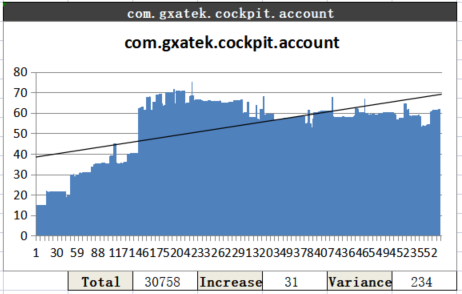 com.gxatek.cockpit.account
com.gxatek.cockpit.account
80
70
60
50
40
30
20
10
0
1 30 59 88 117146175204233262291320349378407436465494523552
Total 30758 Increase 31 Variance 234